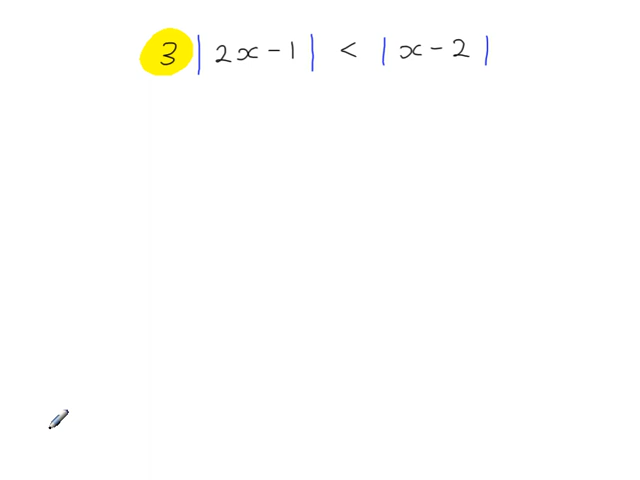 3 | 2x - 1 | < | x - 2 |